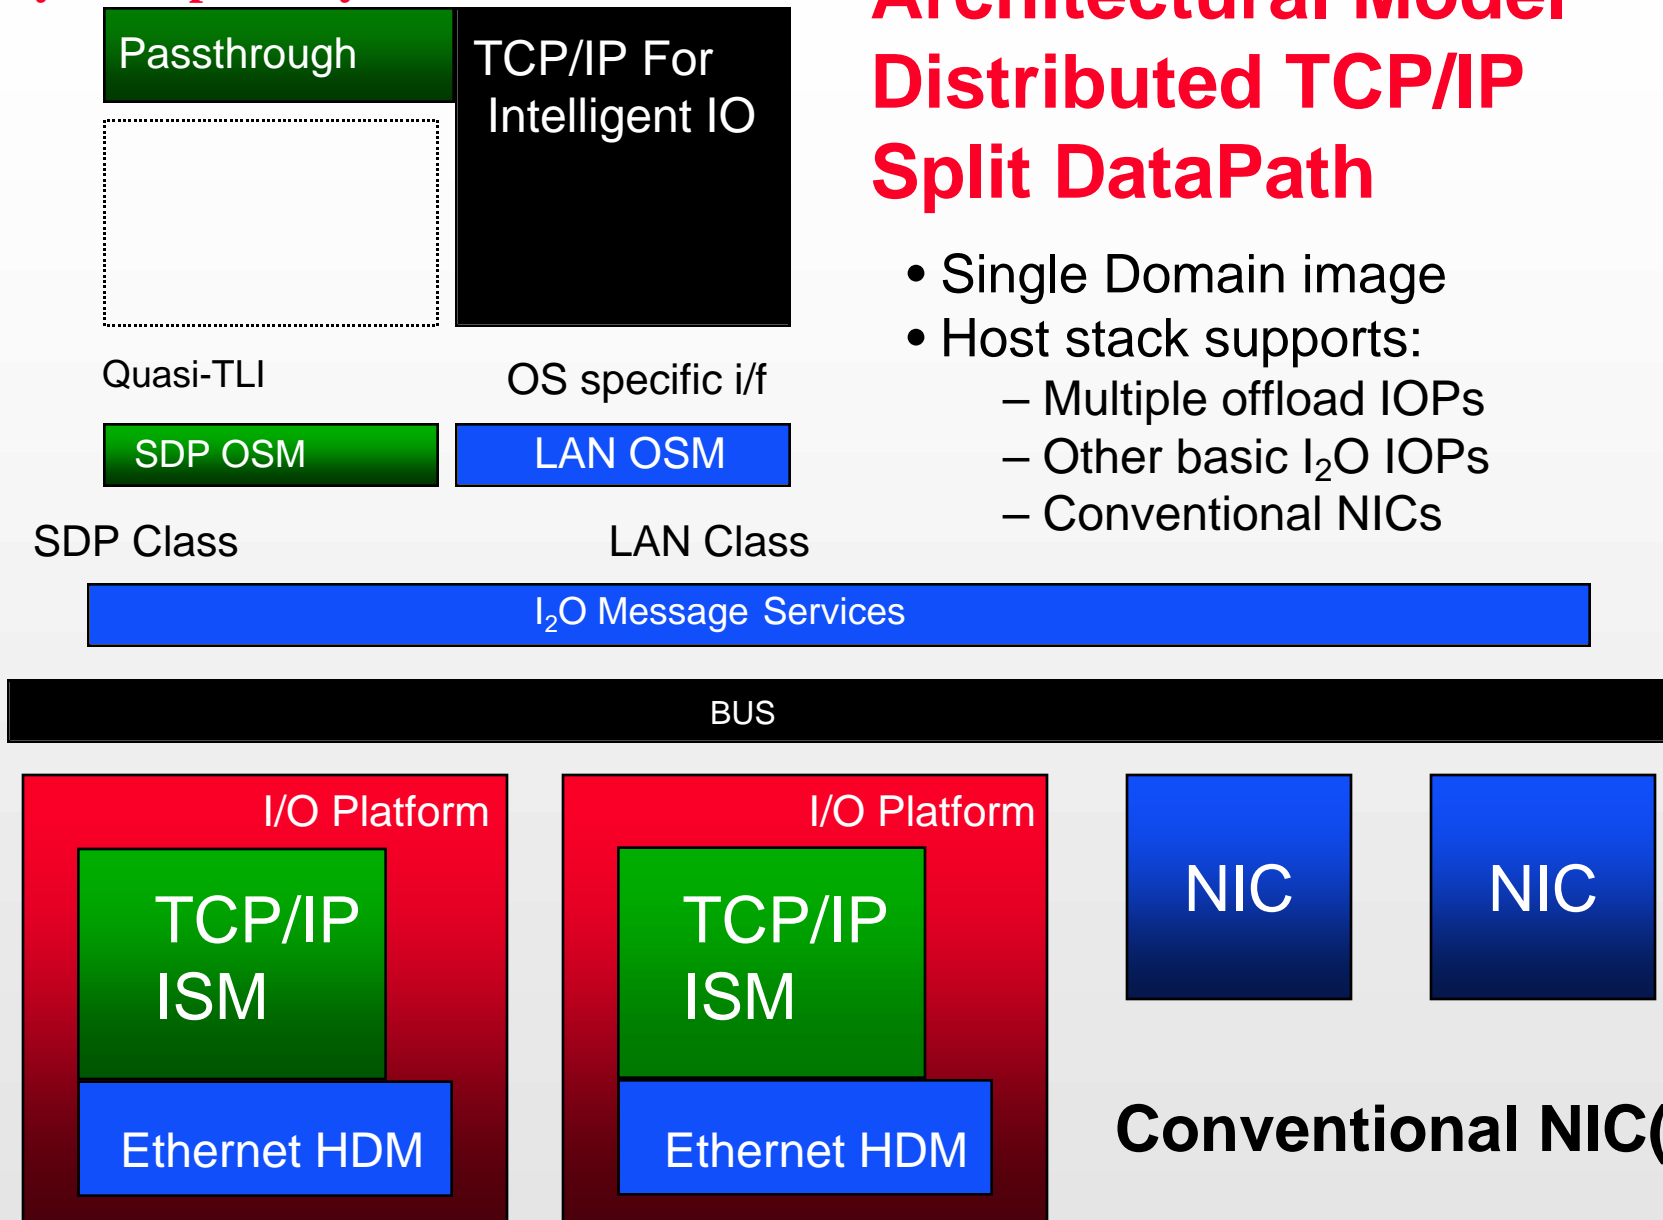 Architectural Model
Distributed TCP/IP
Split DataPath
Passthrough
TCP/IP For
Intelligent IO
• Single Domain image
• Host stack supports:
– Multiple offload IOPs
– Other basic I₂O IOPs
– Conventional NICs
Quasi-TLI
OS specific i/f
SDP OSM
LAN OSM
SDP Class
LAN Class
I₂O Message Services
BUS
I/O Platform
TCP/IP
ISM
Ethernet HDM
I/O Platform
TCP/IP
ISM
Ethernet HDM
NIC
NIC
Conventional NIC(